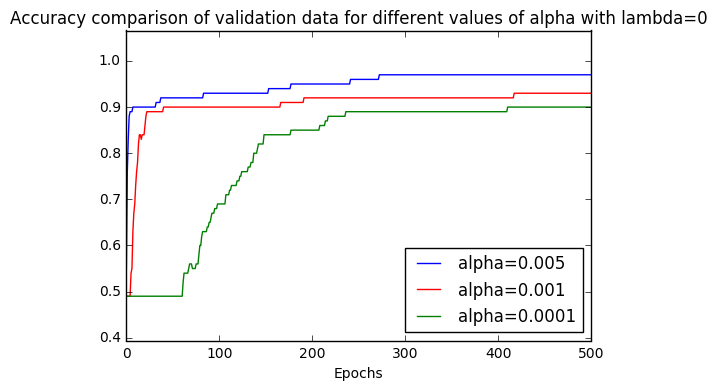 Accuracy comparison of validation data for different values of alpha with lambda=0
1.0
0.9
0.8
0.7
0.6
0.5
0.4
alpha=0.005
alpha=0.001
alpha=0.0001
0 100 200 300 400 500
Epochs